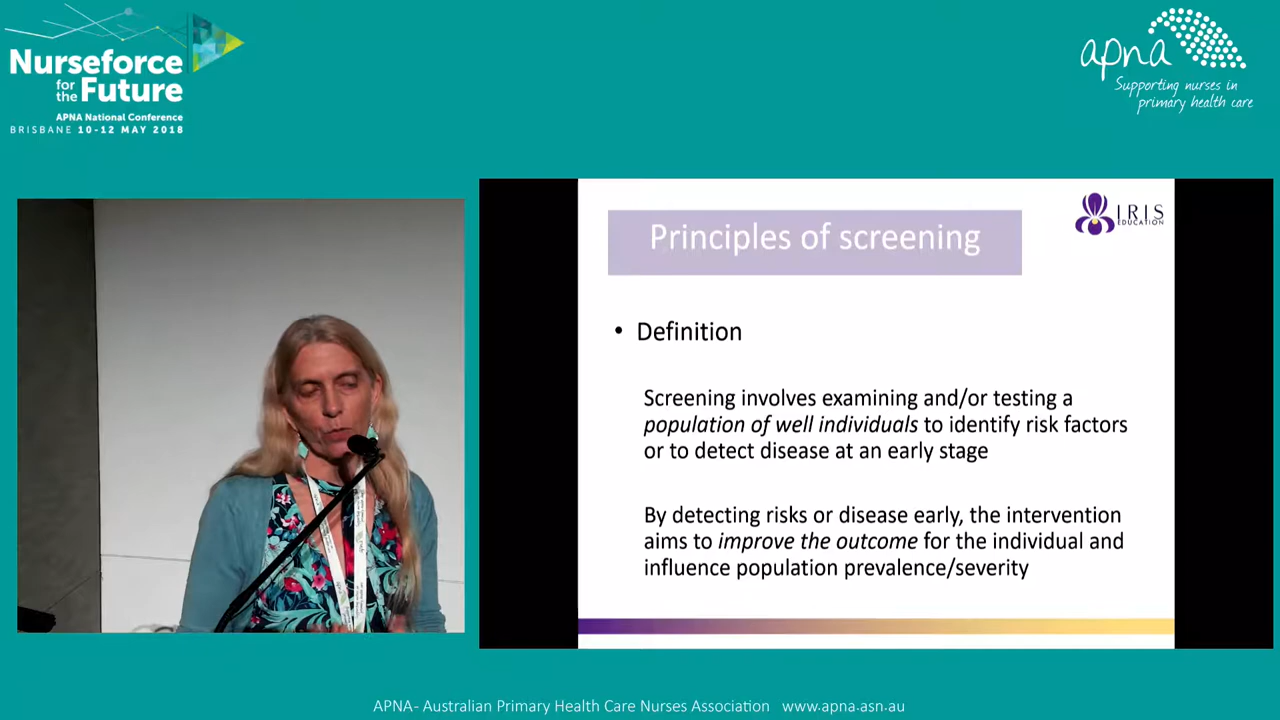 Nurseforce
for the Future
APNA National Conference
BRISBANE 10-12 MAY 2018
apna
Supporting nurses in
primary health care
IRIS
EDUCATION
Principles of screening
• Definition
Screening involves examining and/or testing a
population of well individuals to identify risk factors
or to detect disease at an early stage
By detecting risks or disease early, the intervention
aims to improve the outcome for the individual and
influence population prevalence/severity
APNA- Australian Primary Health Care Nurses Association www.apna.asn.au